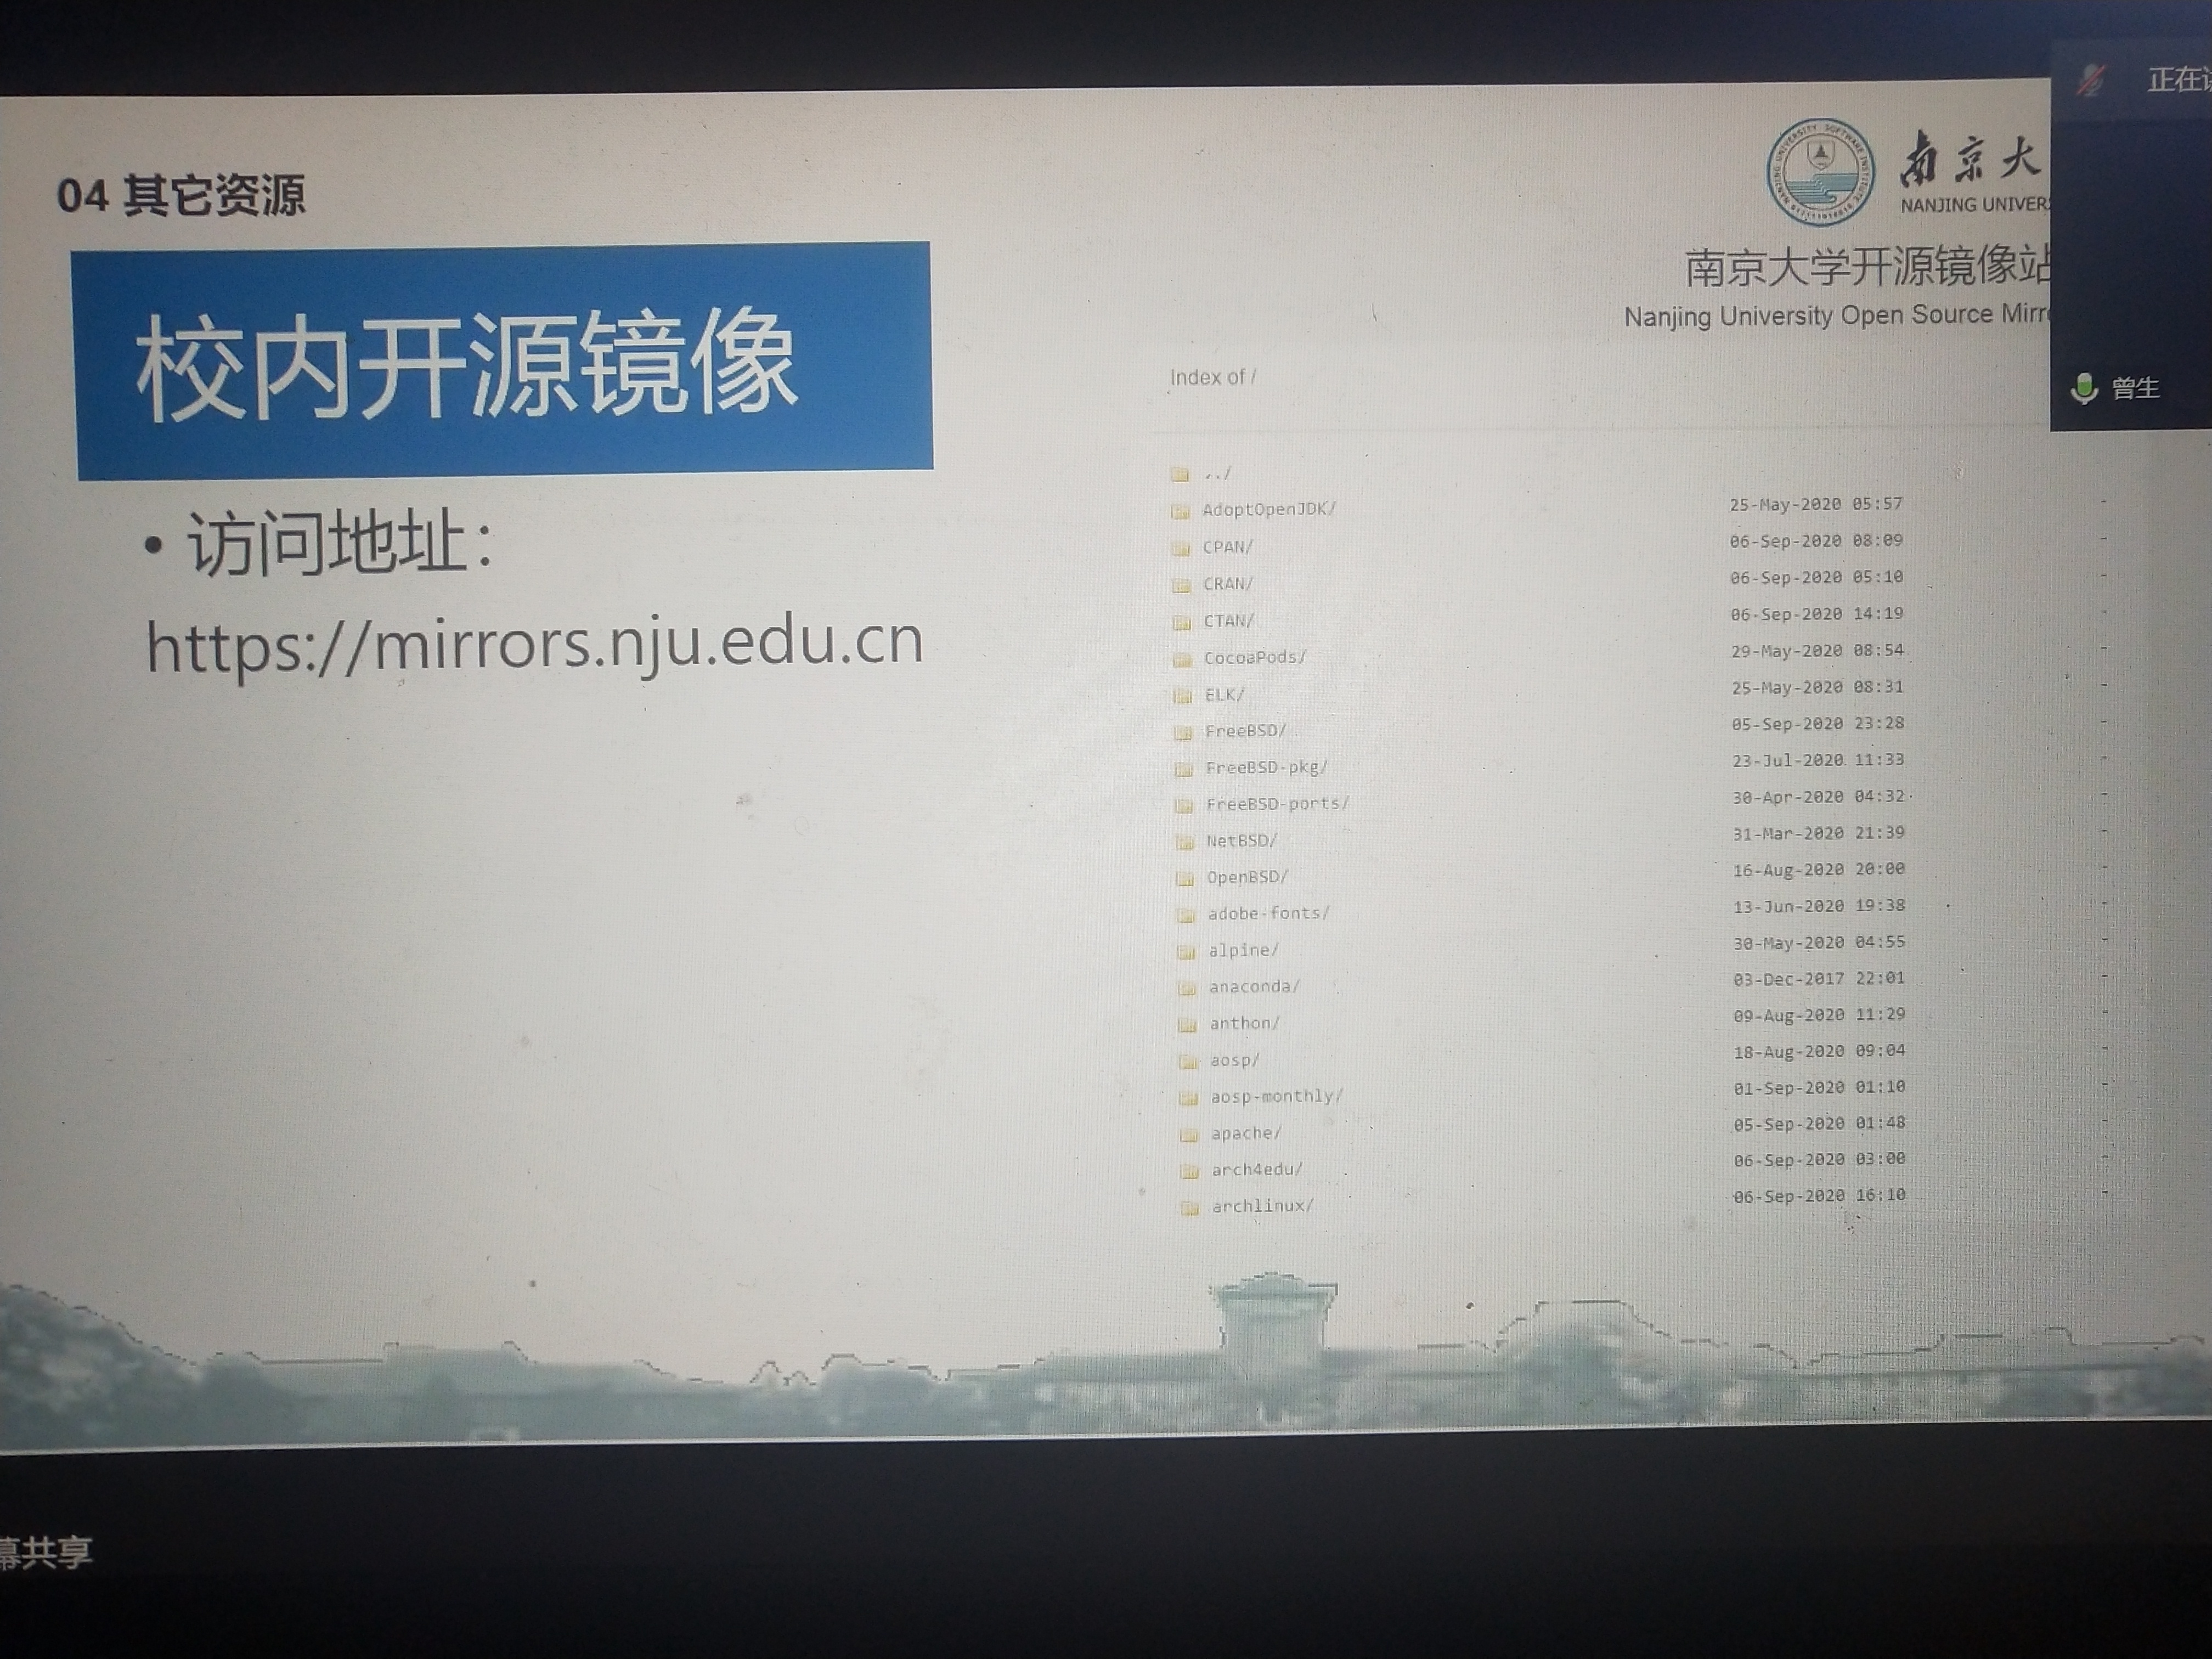 正在
04 其它资源
南京大
NANJING UNIVER
校内开源镜像
南京大学开源镜像站
Nanjing University Open Source Mirr
曾生
• 访问地址：
https://mirrors.nju.edu.cn
Index of /
../
AdoptOpenJDK/ 25-May-2020 05:57 -
CPAN/ 06-Sep-2020 08:09 -
CRAN/ 06-Sep-2020 05:10 -
CTAN/ 06-Sep-2020 14:19 -
CocoaPods/ 29-May-2020 08:54 -
ELK/ 25-May-2020 08:31 -
FreeBSD/ 05-Sep-2020 23:28 -
FreeBSD-pkg/ 23-Jul-2020 11:33 -
FreeBSD-ports/ 30-Apr-2020 04:32 -
NetBSD/ 31-Mar-2020 21:39 -
OpenBSD/ 16-Aug-2020 20:00 -
adobe-fonts/ 13-Jun-2020 19:38 -
alpine/ 30-May-2020 04:55 -
anaconda/ 03-Dec-2017 22:01 -
anthon/ 09-Aug-2020 11:29 -
aosp/ 18-Aug-2020 09:04 -
aosp-monthly/ 01-Sep-2020 01:10 -
apache/ 05-Sep-2020 01:48 -
arch4edu/ 06-Sep-2020 03:00 -
archlinux/ 06-Sep-2020 16:10 -
幕共享